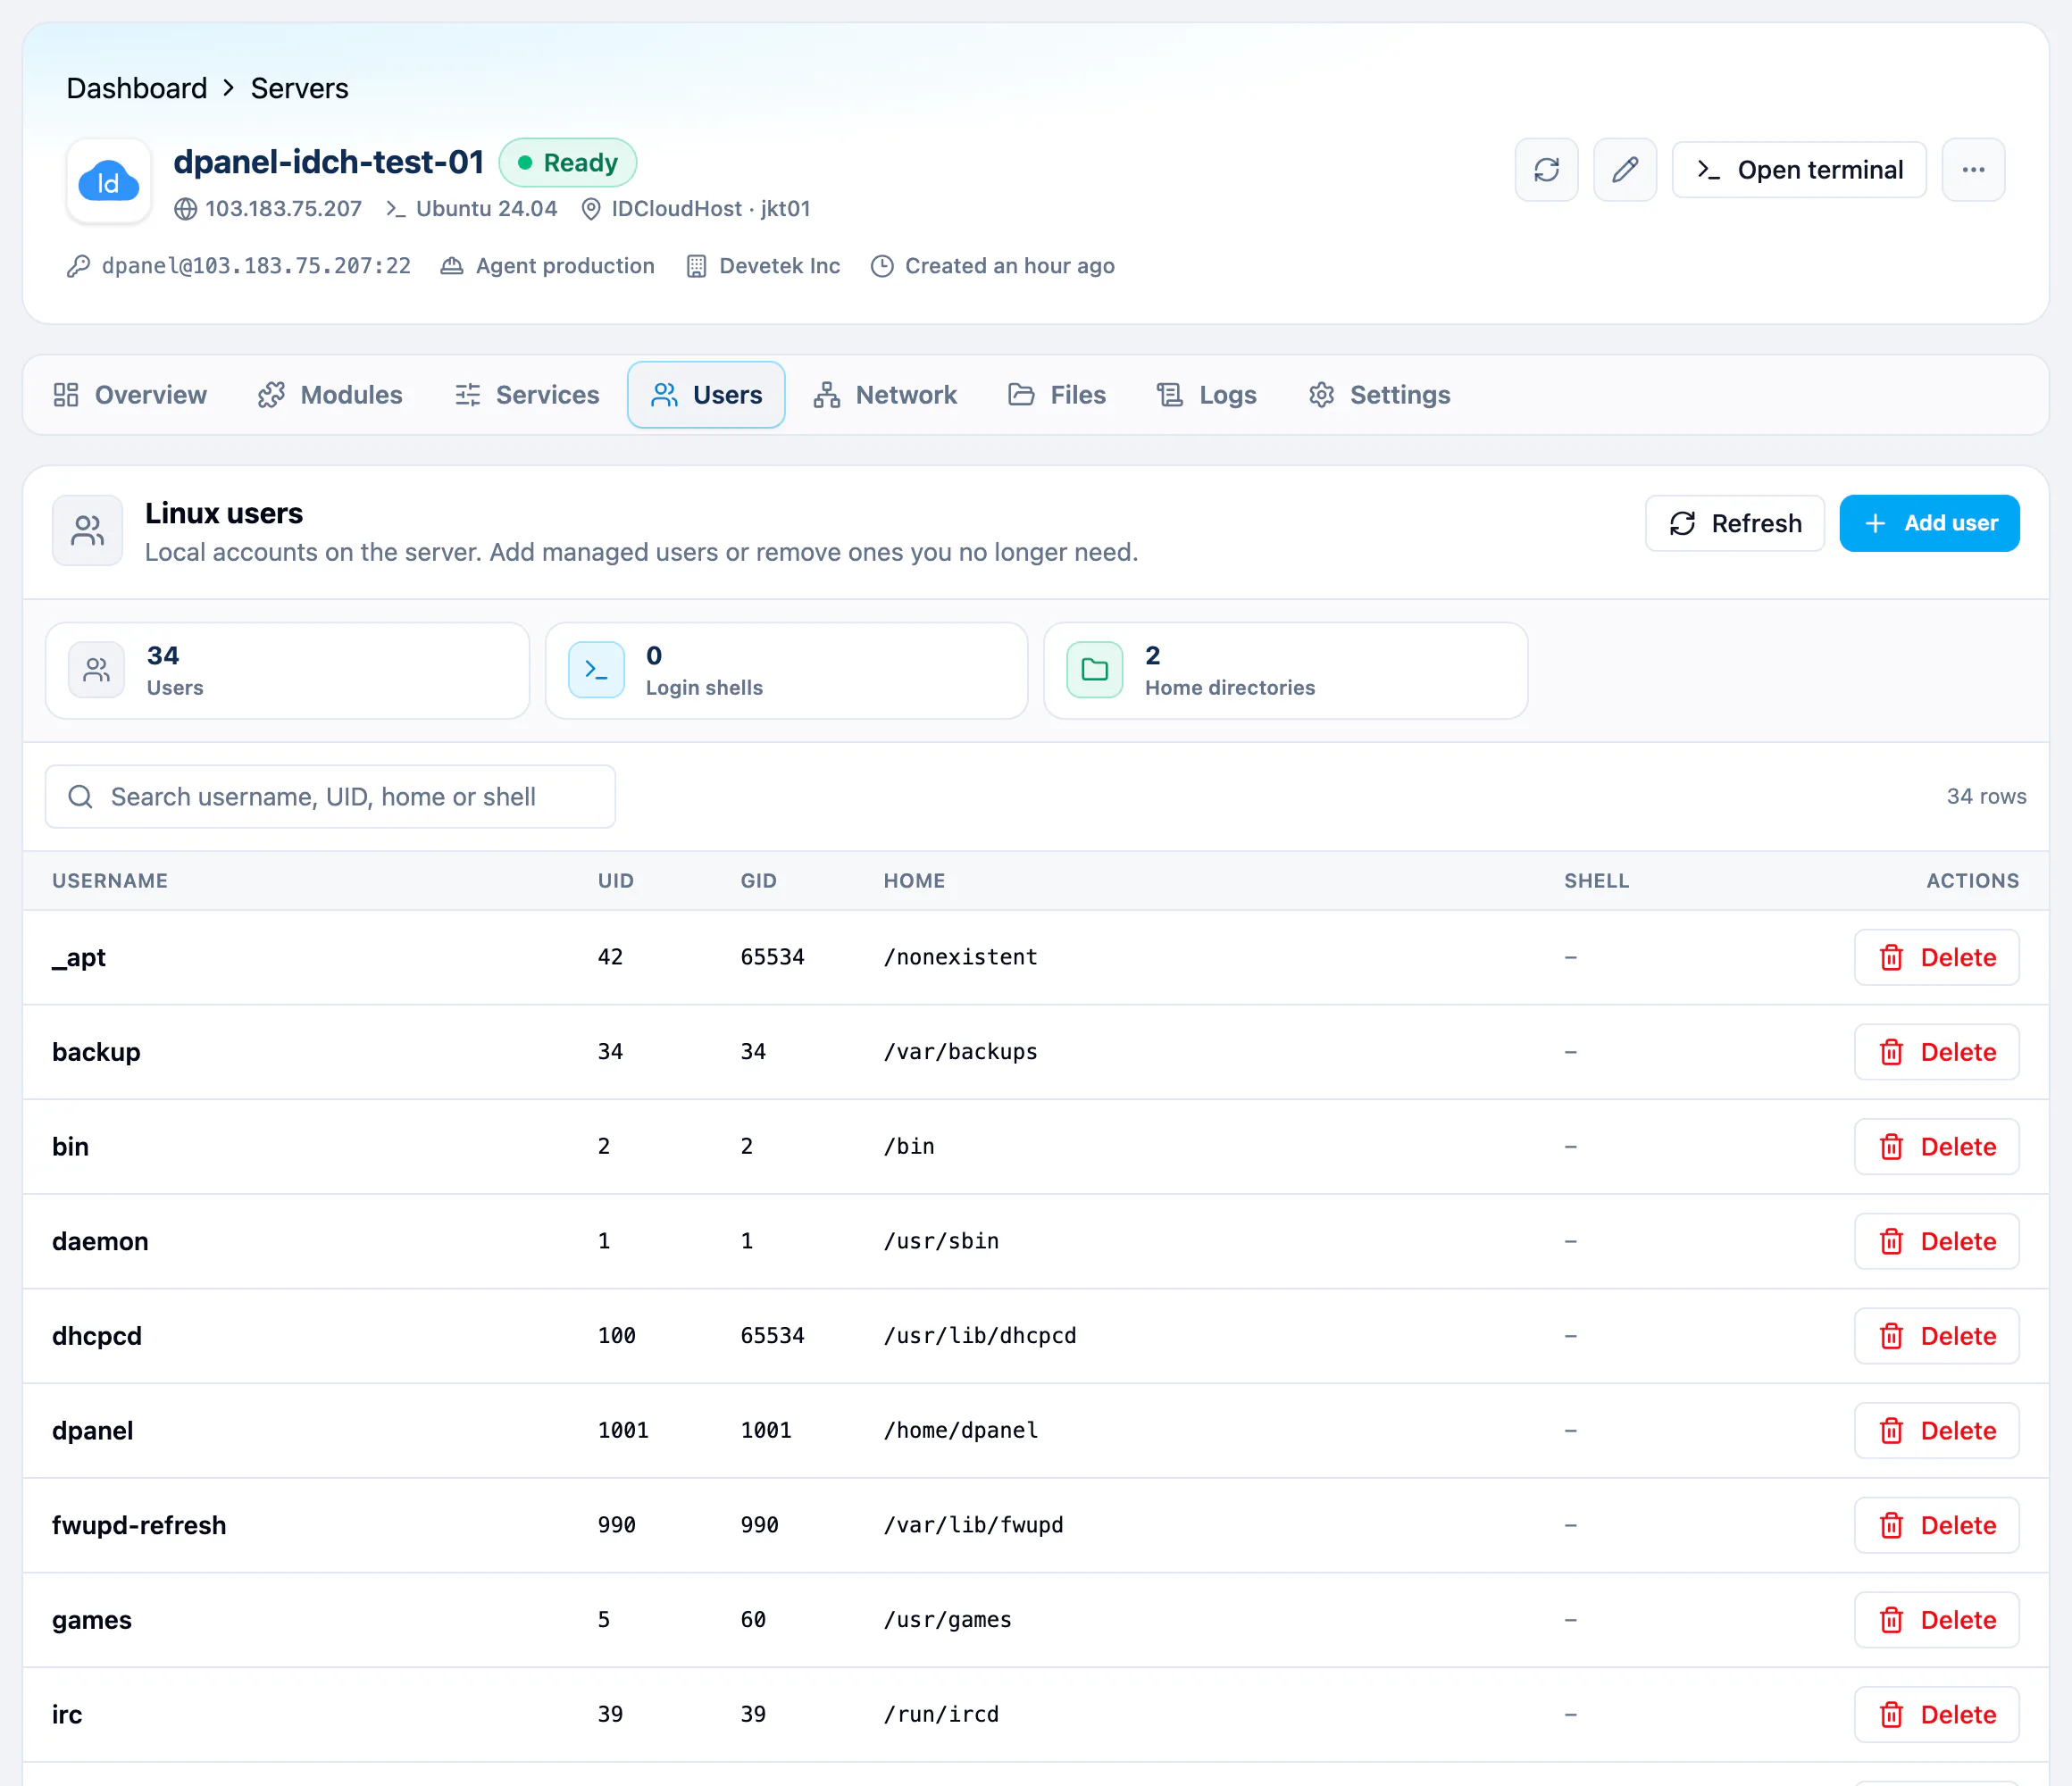 Dashboard > Servers
Id
dpanel-idch-test-01
Ready
103.183.75.207
Ubuntu 24.04
IDCloudHost · jkt01
Open terminal
dpanel@103.183.75.207:22
Agent production
Devetek Inc
Created an hour ago
Overview
Modules
Services
Users
Network
Files
Logs
Settings
Linux users
Local accounts on the server. Add managed users or remove ones you no longer need.
Refresh
Add user
34
Users
0
Login shells
2
Home directories
Search username, UID, home or shell
34 rows
USERNAME UID GID HOME SHELL ACTIONS
_apt 42 65534 /nonexistent – Delete
backup 34 34 /var/backups – Delete
bin 2 2 /bin – Delete
daemon 1 1 /usr/sbin – Delete
dhcpcd 100 65534 /usr/lib/dhcpcd – Delete
dpanel 1001 1001 /home/dpanel – Delete
fwupd-refresh 990 990 /var/lib/fwupd – Delete
games 5 60 /usr/games – Delete
irc 39 39 /run/ircd – Delete